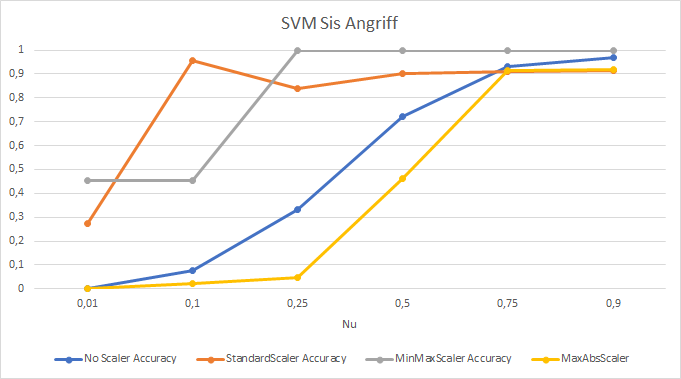 SVM Sis Angriff
1
0,9
0,8
0,7
0,6
0,5
0,4
0,3
0,2
0,1
0
0,01 0,1 0,25 0,5 0,75 0,9
Nu
No Scaler Accuracy StandardScaler Accuracy MinMaxScaler Accuracy MaxAbsScaler